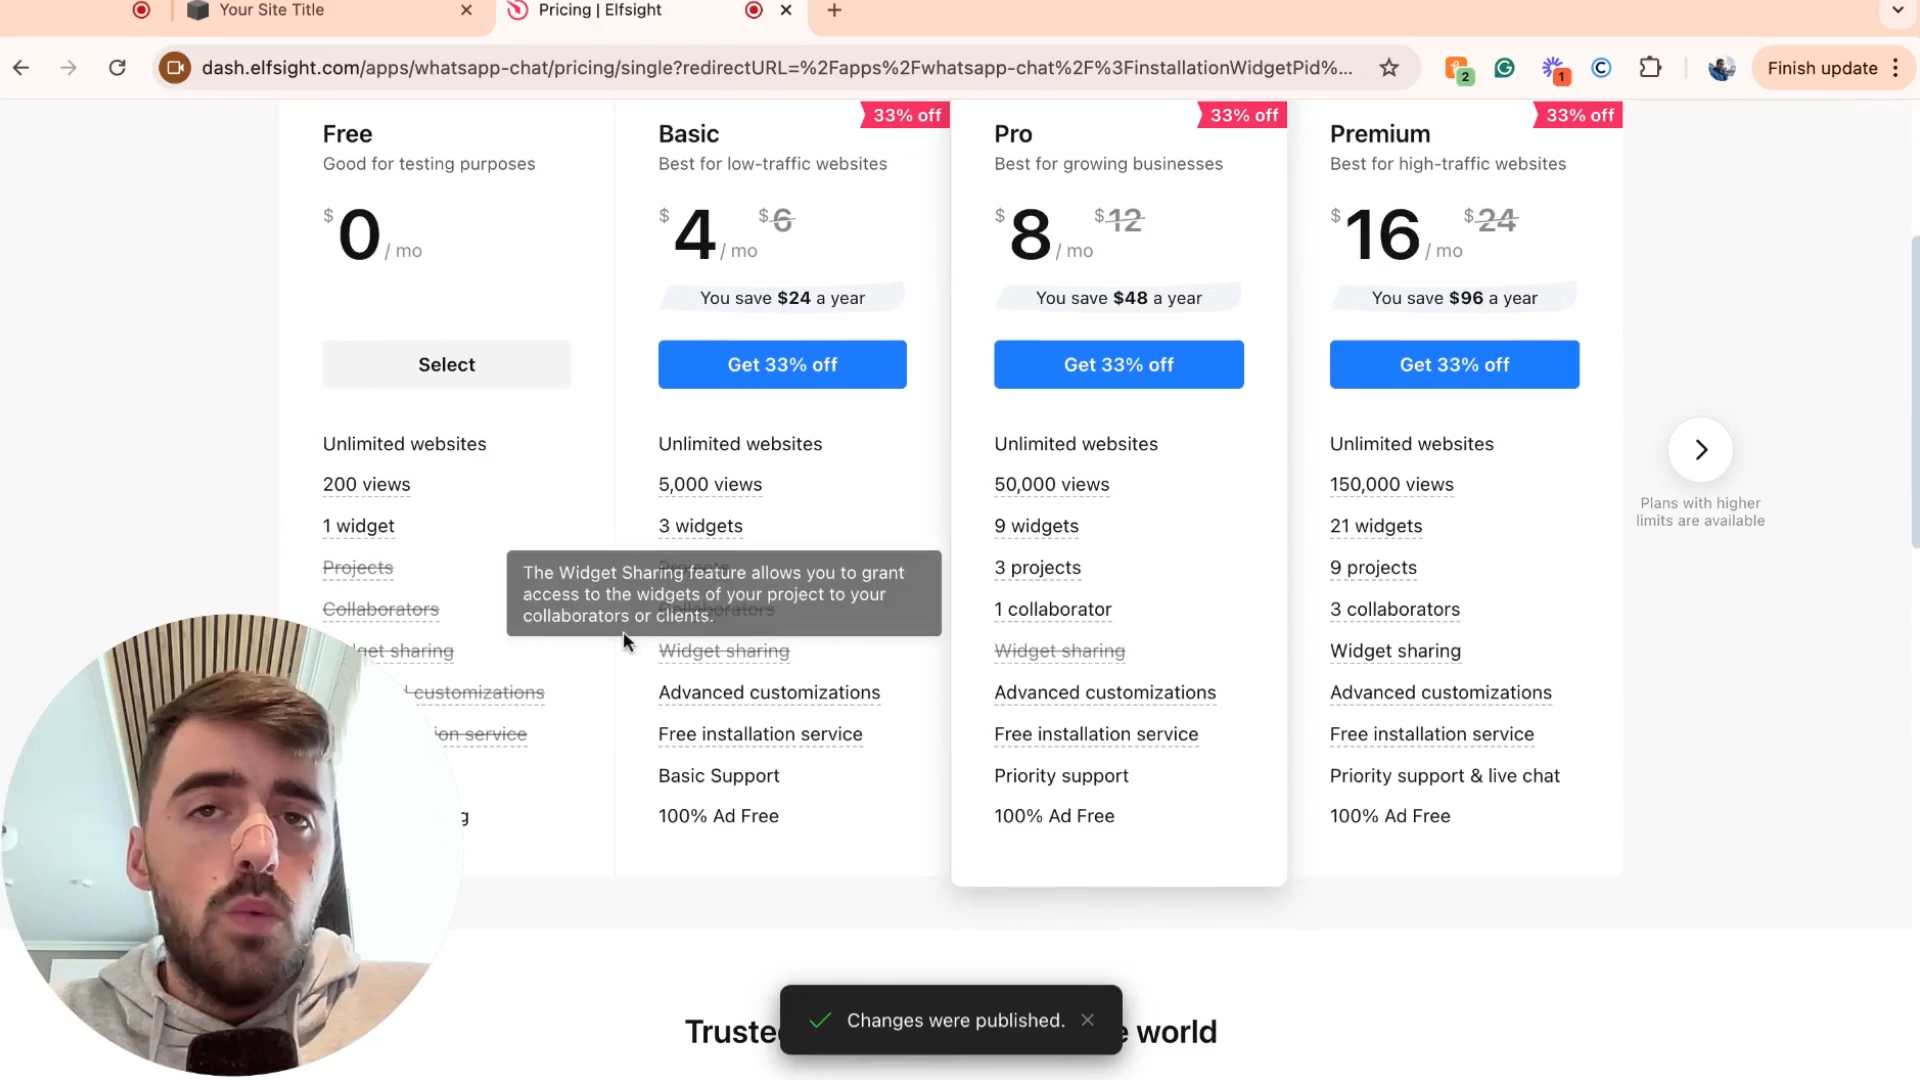 Your Site Title
Pricing | Elfsight
dash.elfsight.com/apps/whatsapp-chat/pricing/single?redirectURL=%2Fapps%2Fwhatsapp-chat%2F%3FinstallationWidgetPid%...
2
1
Finish update
Free
Good for testing purposes
$0 / mo
Select
Unlimited websites
200 views
1 widget
Projects
Collaborators
get sharing
customizations
ion service
g
33% off
Basic
Best for low-traffic websites
$4 / mo $6
You save $24 a year
Get 33% off
Unlimited websites
5,000 views
3 widgets
Projects
Collaborators
Widget sharing
Advanced customizations
Free installation service
Basic Support
100% Ad Free
The Widget Sharing feature allows you to grant
access to the widgets of your project to your
collaborators or clients.
33% off
Pro
Best for growing businesses
$8 / mo $12
You save $48 a year
Get 33% off
Unlimited websites
50,000 views
9 widgets
3 projects
1 collaborator
Widget sharing
Advanced customizations
Free installation service
Priority support
100% Ad Free
33% off
Premium
Best for high-traffic websites
$16 / mo $24
You save $96 a year
Get 33% off
Unlimited websites
150,000 views
21 widgets
9 projects
3 collaborators
Widget sharing
Advanced customizations
Free installation service
Priority support & live chat
100% Ad Free
Plans with higher
limits are available
Truste
e world
Changes were published.